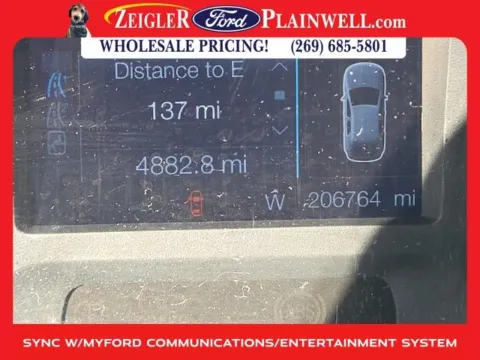 ZEIGLER Ford PLAINWELL.COM
WHOLESALE PRICING! (269) 685-5801
Distance to E
137 mi
4882.8 mi
W 206764 mi
SYNC W/MYFORD COMMUNICATIONS/ENTERTAINMENT SYSTEM